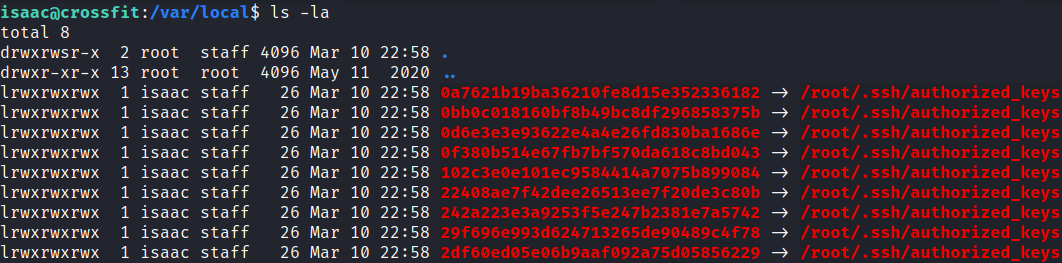 isaac@crossfit:/var/local$ ls -la
total 8
drwxrwsr-x  2 root  staff 4096 Mar 10 22:58 .
drwxr-xr-x 13 root  root  4096 May 11  2020 ..
lrwxrwxrwx  1 isaac staff   26 Mar 10 22:58 0a7621b19ba36210fe8d15e352336182 -> /root/.ssh/authorized_keys
lrwxrwxrwx  1 isaac staff   26 Mar 10 22:58 0bb0c018160bf8b49bc8df296858375b -> /root/.ssh/authorized_keys
lrwxrwxrwx  1 isaac staff   26 Mar 10 22:58 0d6e3e3e93622e4a4e26fd830ba1686e -> /root/.ssh/authorized_keys
lrwxrwxrwx  1 isaac staff   26 Mar 10 22:58 0f380b514e67fb7bf570da618c8bd043 -> /root/.ssh/authorized_keys
lrwxrwxrwx  1 isaac staff   26 Mar 10 22:58 102c3e0e101ec9584414a7075b899084 -> /root/.ssh/authorized_keys
lrwxrwxrwx  1 isaac staff   26 Mar 10 22:58 22408ae7f42dee26513ee7f20de3c80b -> /root/.ssh/authorized_keys
lrwxrwxrwx  1 isaac staff   26 Mar 10 22:58 242a223e3a9253f5e247b2381e7a5742 -> /root/.ssh/authorized_keys
lrwxrwxrwx  1 isaac staff   26 Mar 10 22:58 29f696e993d624713265de90489c4f78 -> /root/.ssh/authorized_keys
lrwxrwxrwx  1 isaac staff   26 Mar 10 22:58 2df60ed05e06b9aaf092a75d05856229 -> /root/.ssh/authorized_keys